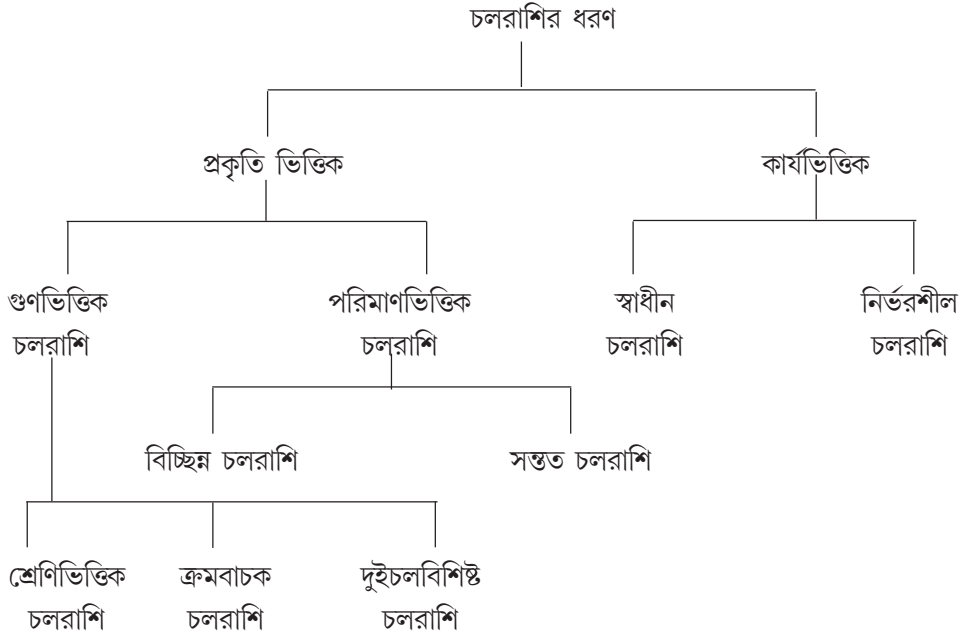 চলরাশির ধরণ
প্রকৃতি ভিত্তিক
কার্যভিত্তিক
গুণভিত্তিক
চলরাশি
পরিমাণভিত্তিক
চলরাশি
স্বাধীন
চলরাশি
নির্ভরশীল
চলরাশি
বিচ্ছিন্ন চলরাশি
সন্তত চলরাশি
শ্রেণিভিত্তিক
চলরাশি
ক্রমবাচক
চলরাশি
দুইচলবিশিষ্ট
চলরাশি